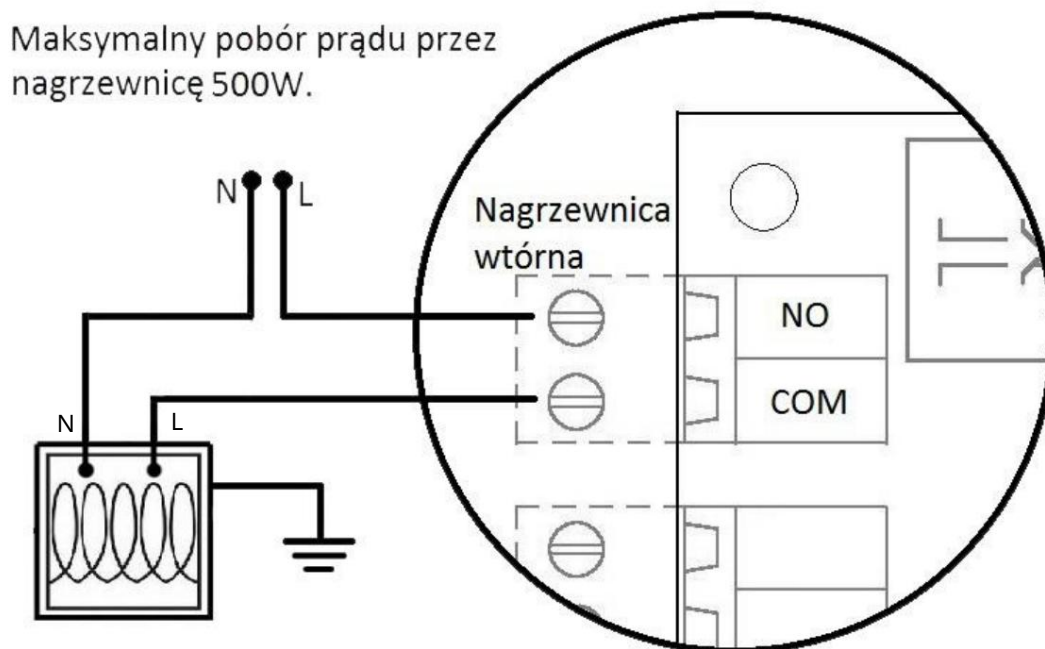 Maksymalny pobór prądu przez
nagrzewnicę 500W.
N L
Nagrzewnica
wtórna
NO
COM
N L